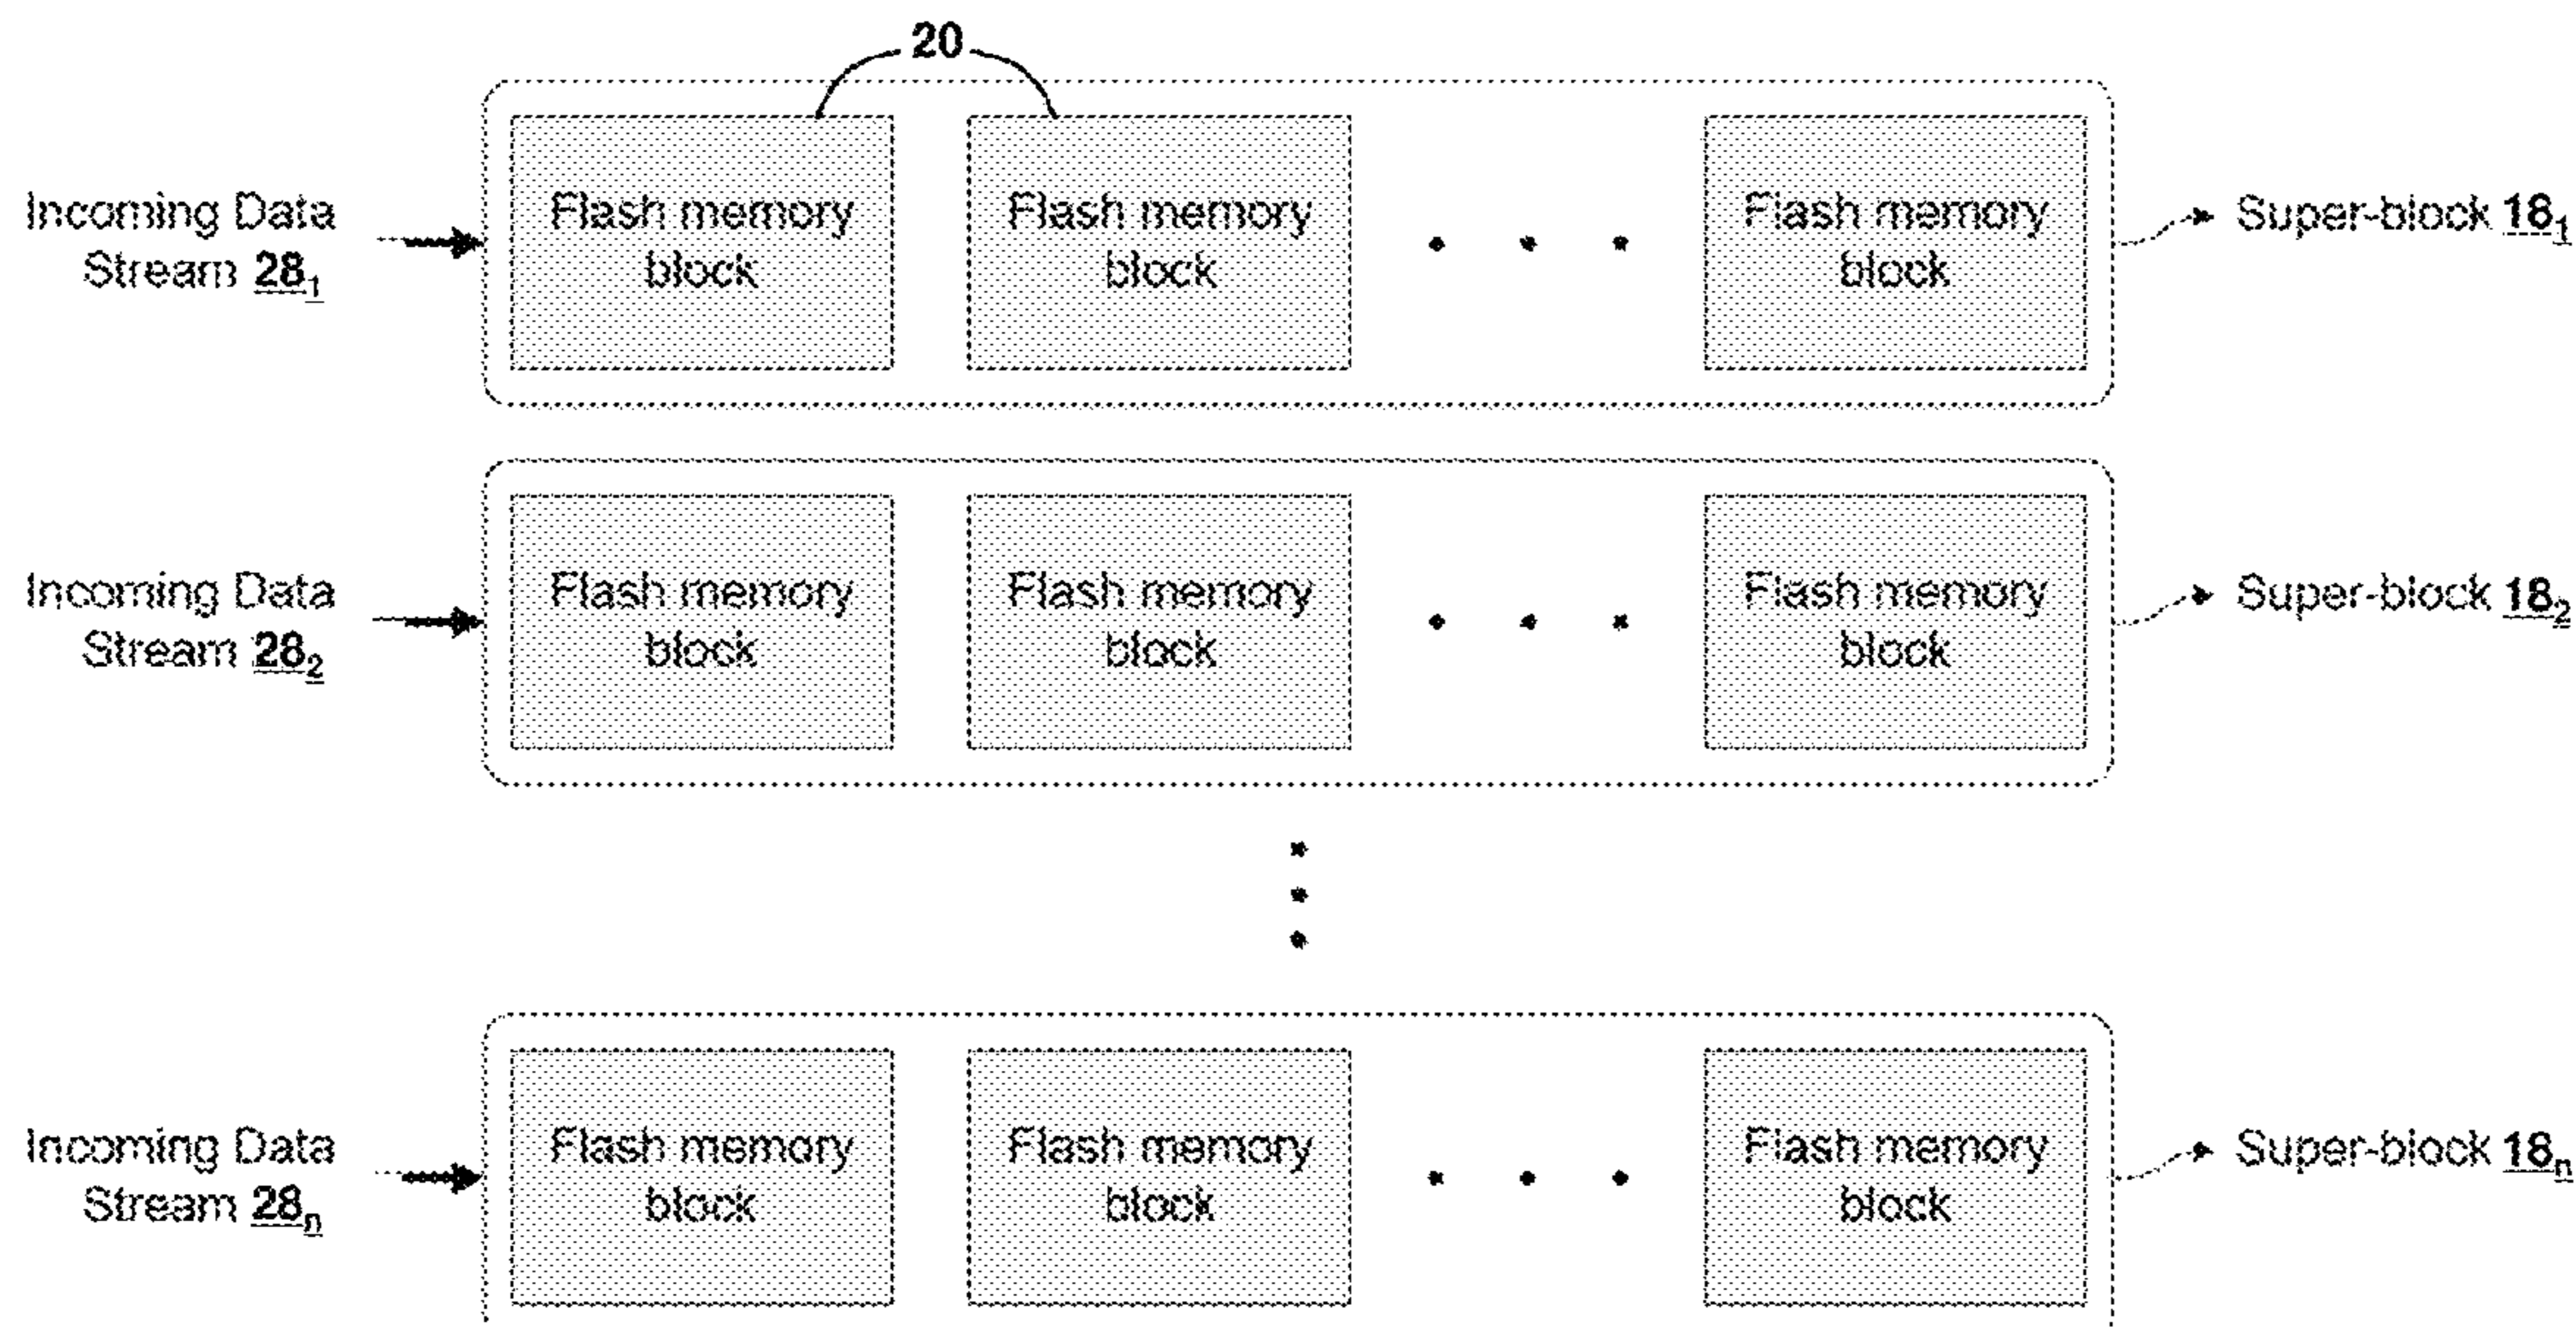 20
Incoming Data
Stream 28₁
Flash memory
block
Flash memory
block
Flash memory
block
Super-block 18₁
Incoming Data
Stream 28₂
Flash memory
block
Flash memory
block
Flash memory
block
Super-block 18₂
Incoming Data
Stream 28ₙ
Flash memory
block
Flash memory
block
Flash memory
block
Super-block 18ₙ